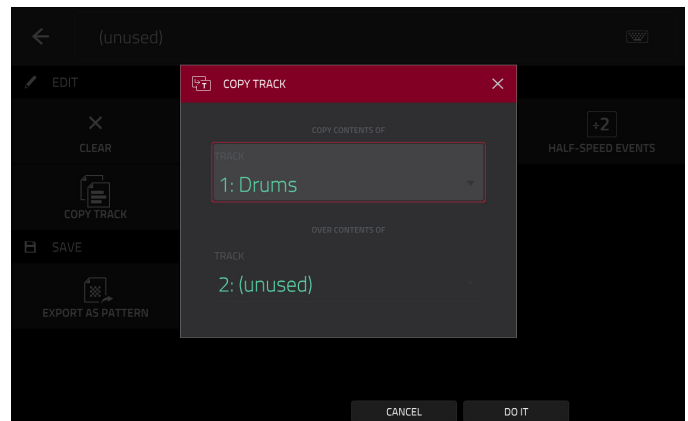 (unused)
EDIT
COPY TRACK
COPY CONTENTS OF
TRACK
1: Drums
OVER CONTENTS OF
TRACK
2: (unused)
CLEAR
COPY TRACK
SAVE
EXPORT AS PATTERN
÷2
HALF-SPEED EVENTS
CANCEL
DO IT